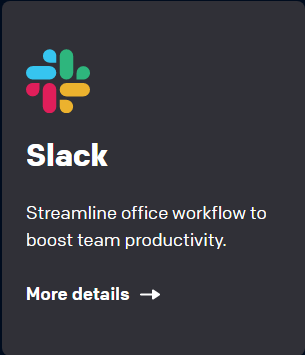 Slack
Streamline office workflow to
boost team productivity.
More details →